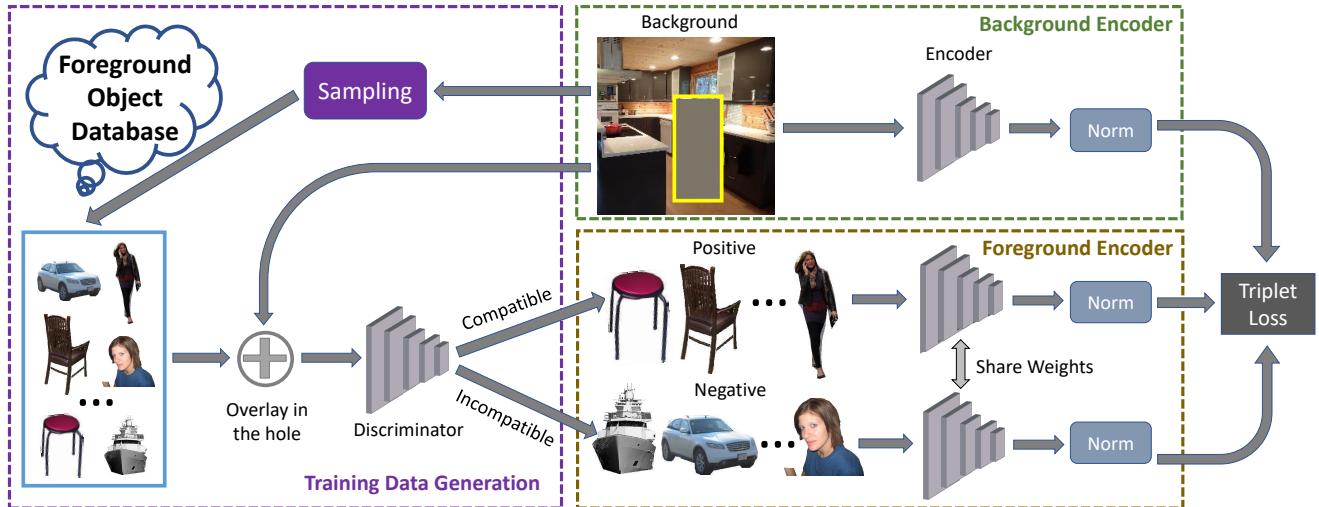 Foreground
Object
Database
Sampling
Overlay in
the hole
Discriminator
Compatible
Incompatible
Training Data Generation
Background
Background Encoder
Encoder
Norm
Positive
Foreground Encoder
Norm
Share Weights
Negative
Norm
Triplet
Loss